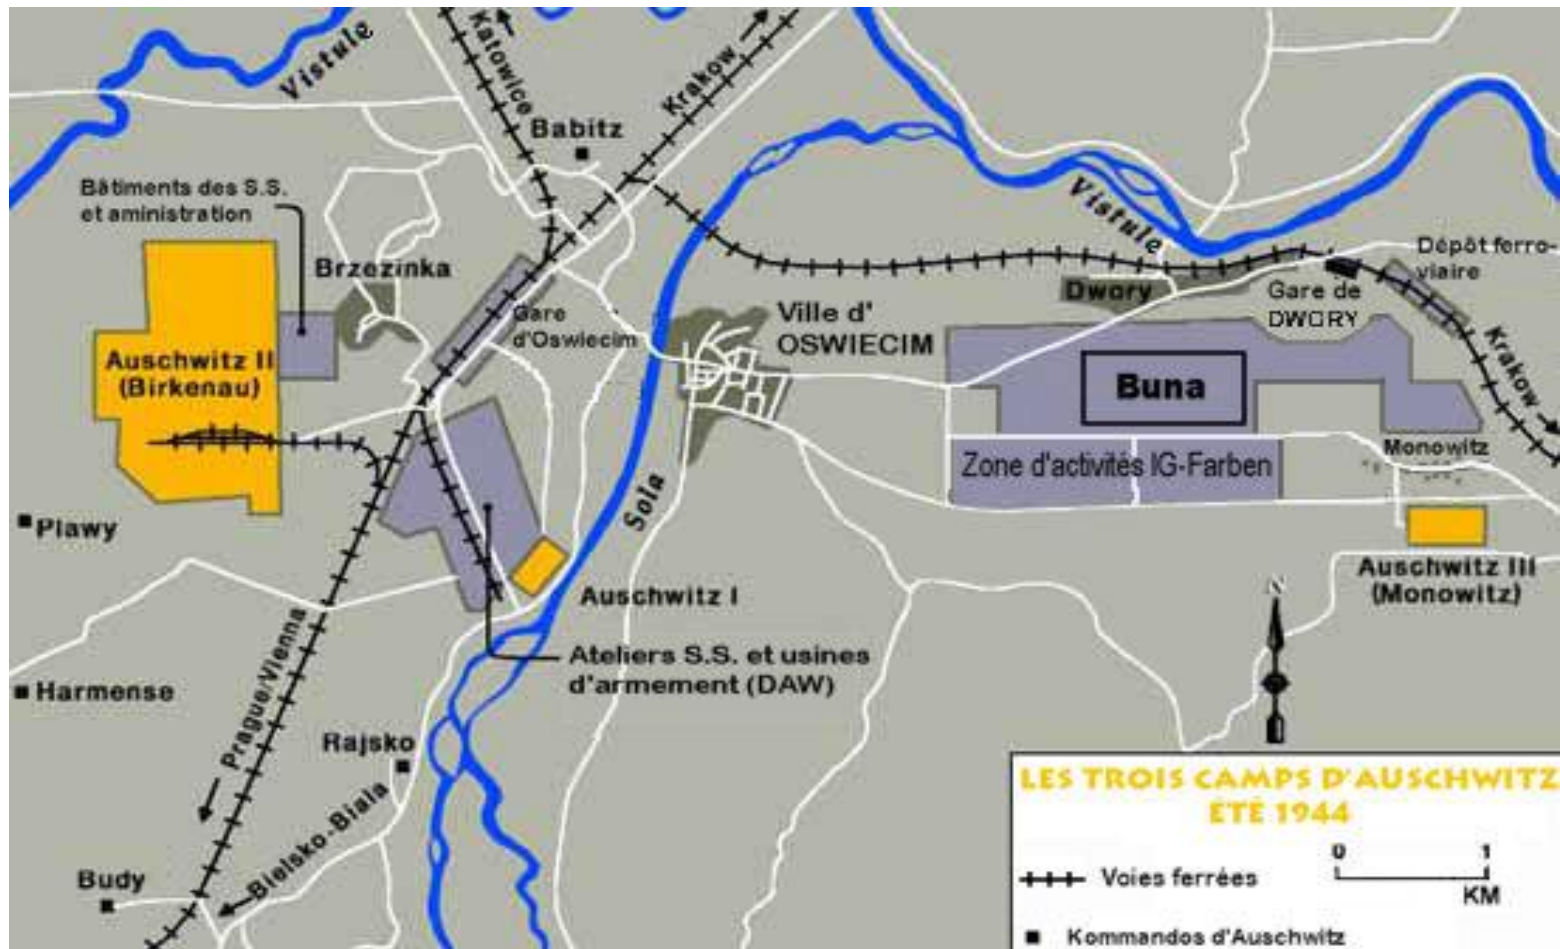 Vistule
Katowice
Krakow
Babitz
Bâtiments des S.S.
et aministration
Brzezinka
Vistule
Dépôt ferro-
viaire
Dwory
Gare de
DWORY
Gare
d'Oswiecim
Ville d'
OSWIECIM
Auschwitz II
(Birkenau)
Buna
Krakow
Monowitz
Zone d'activités IG-Farben
Sola
Plawy
Auschwitz I
Auschwitz III
(Monowitz)
N
Ateliers S.S. et usines
d'armement (DAW)
Harmense
Prague/Vienna
Rajsko
Bielsko-Biala
Budy
LES TROIS CAMPS D'AUSCHWITZ
ÉTÉ 1944
Voies ferrées
0 1
KM
Kommandos d'Auschwitz